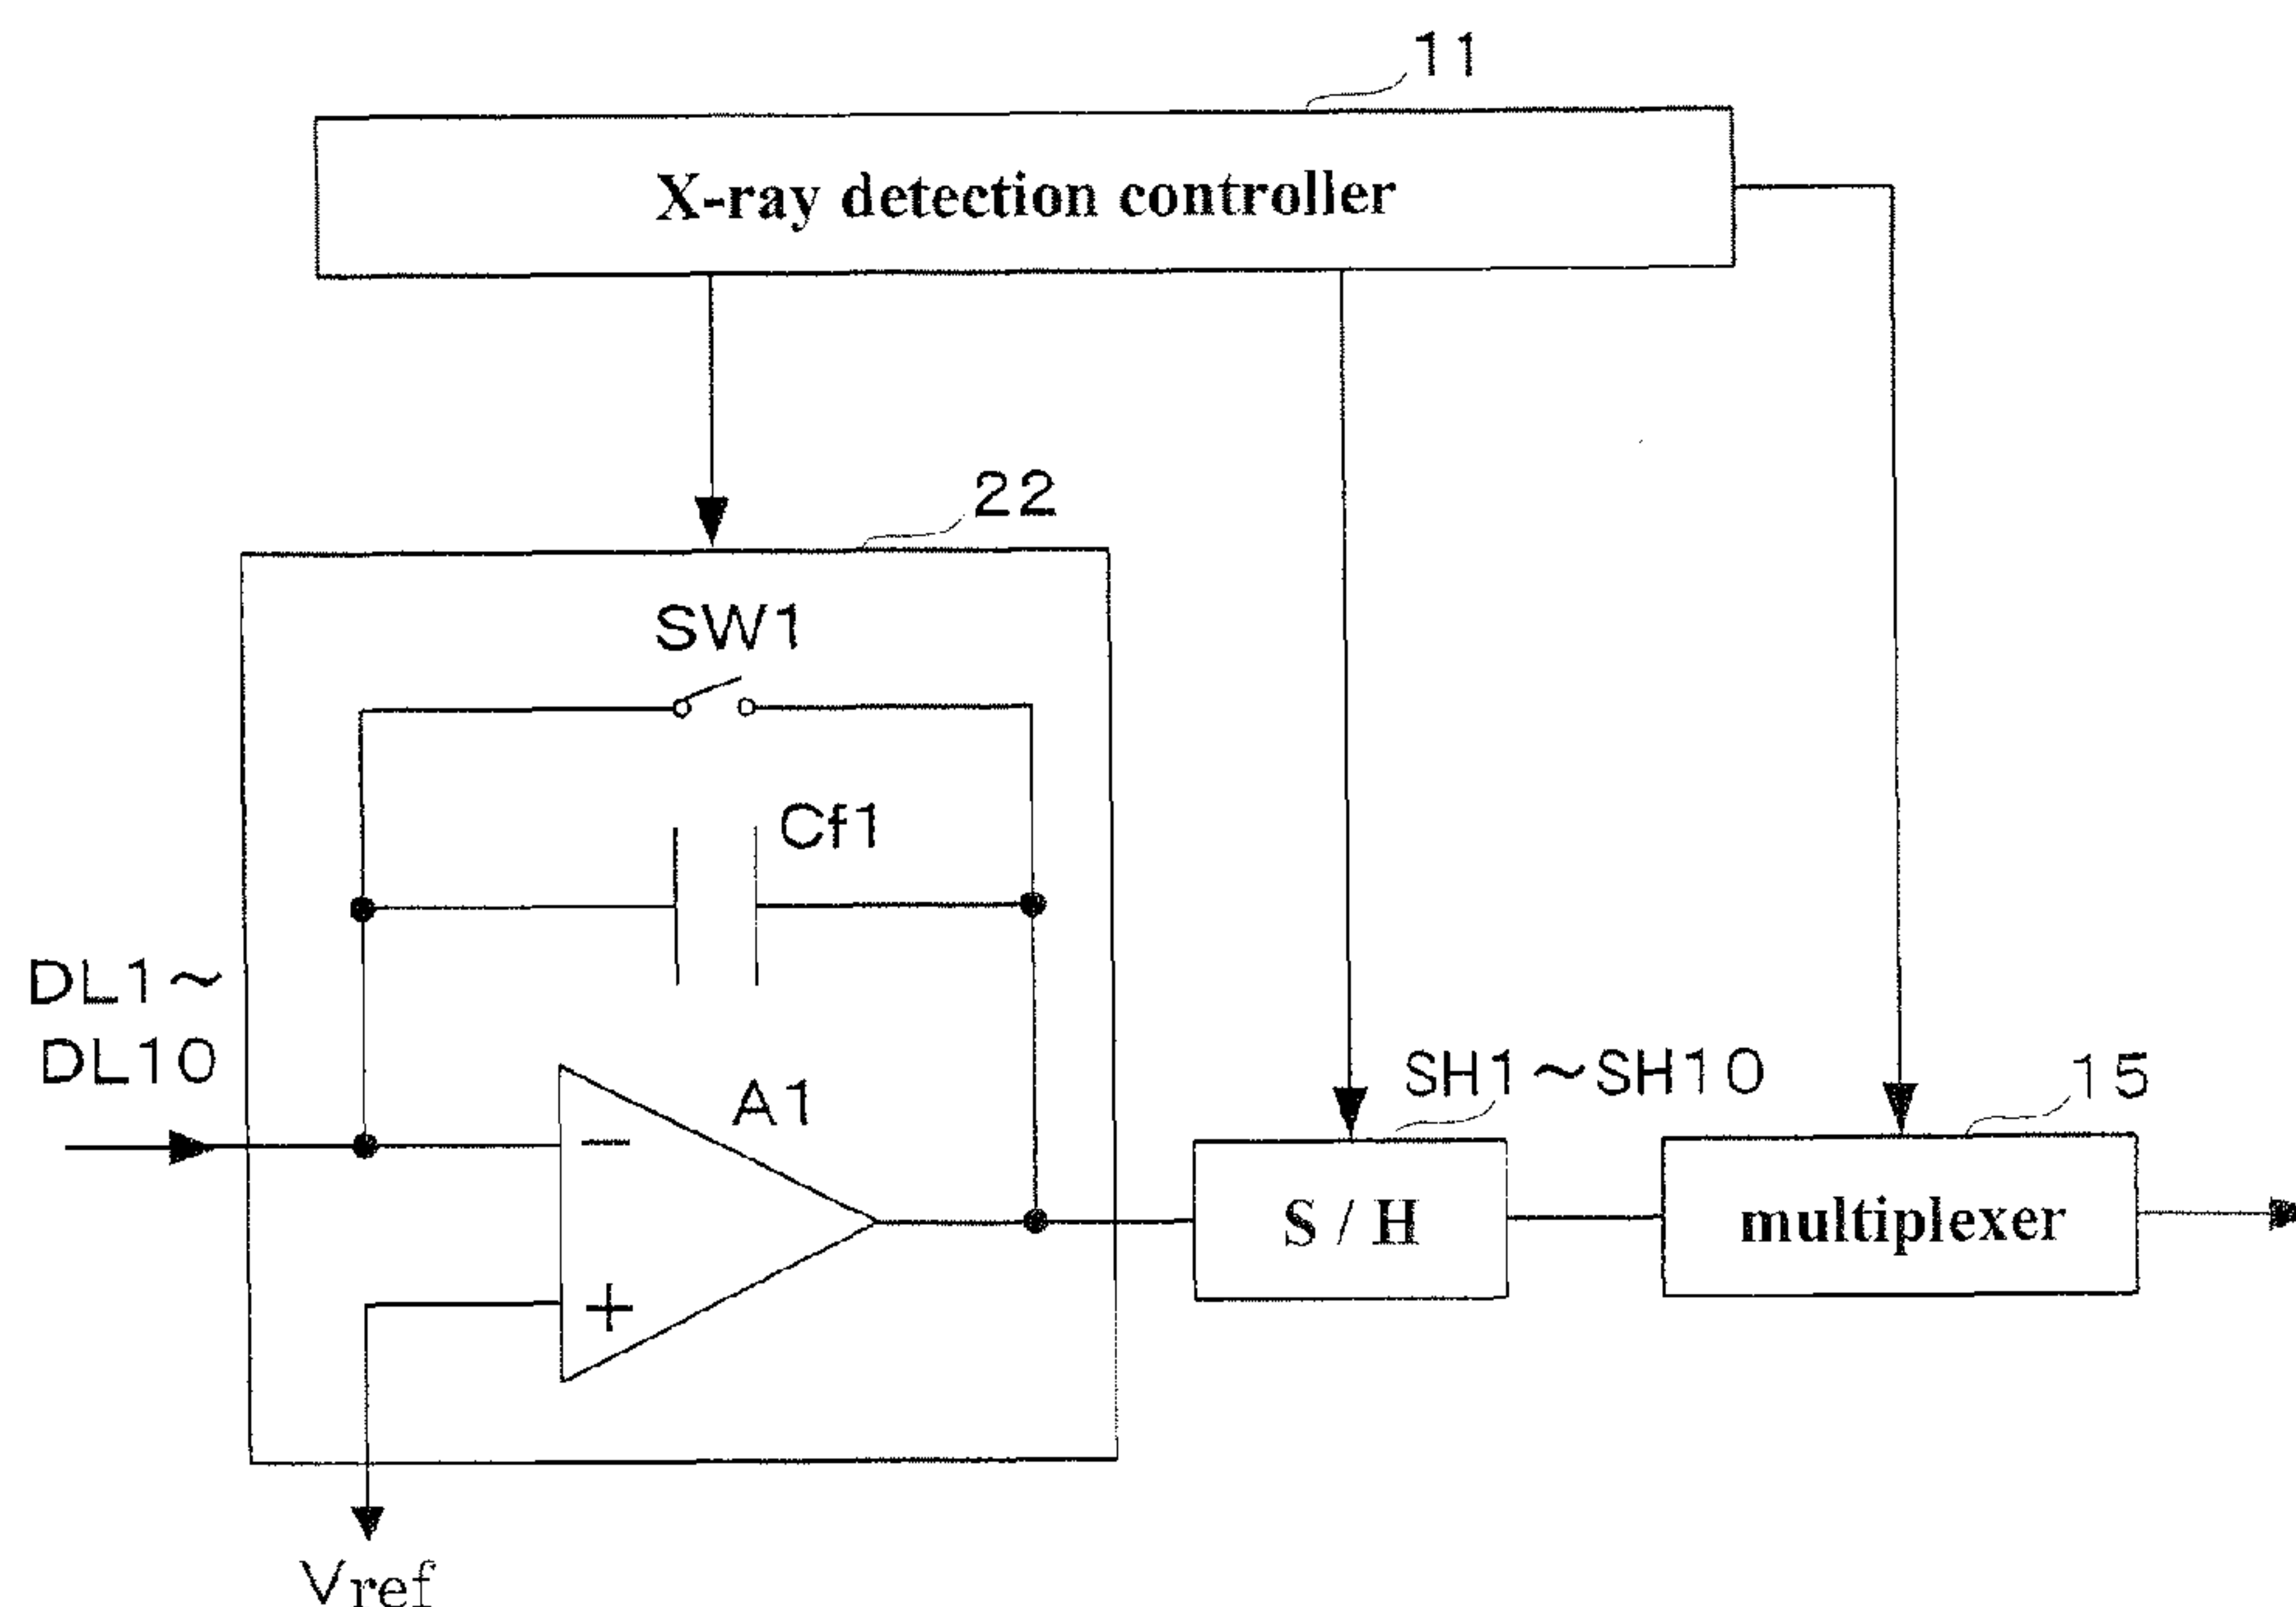 11
X-ray detection controller
22
SW1
Cf1
DL1~
DL10
A1
SH1~SH10
15
−
S / H
multiplexer
+
Vref